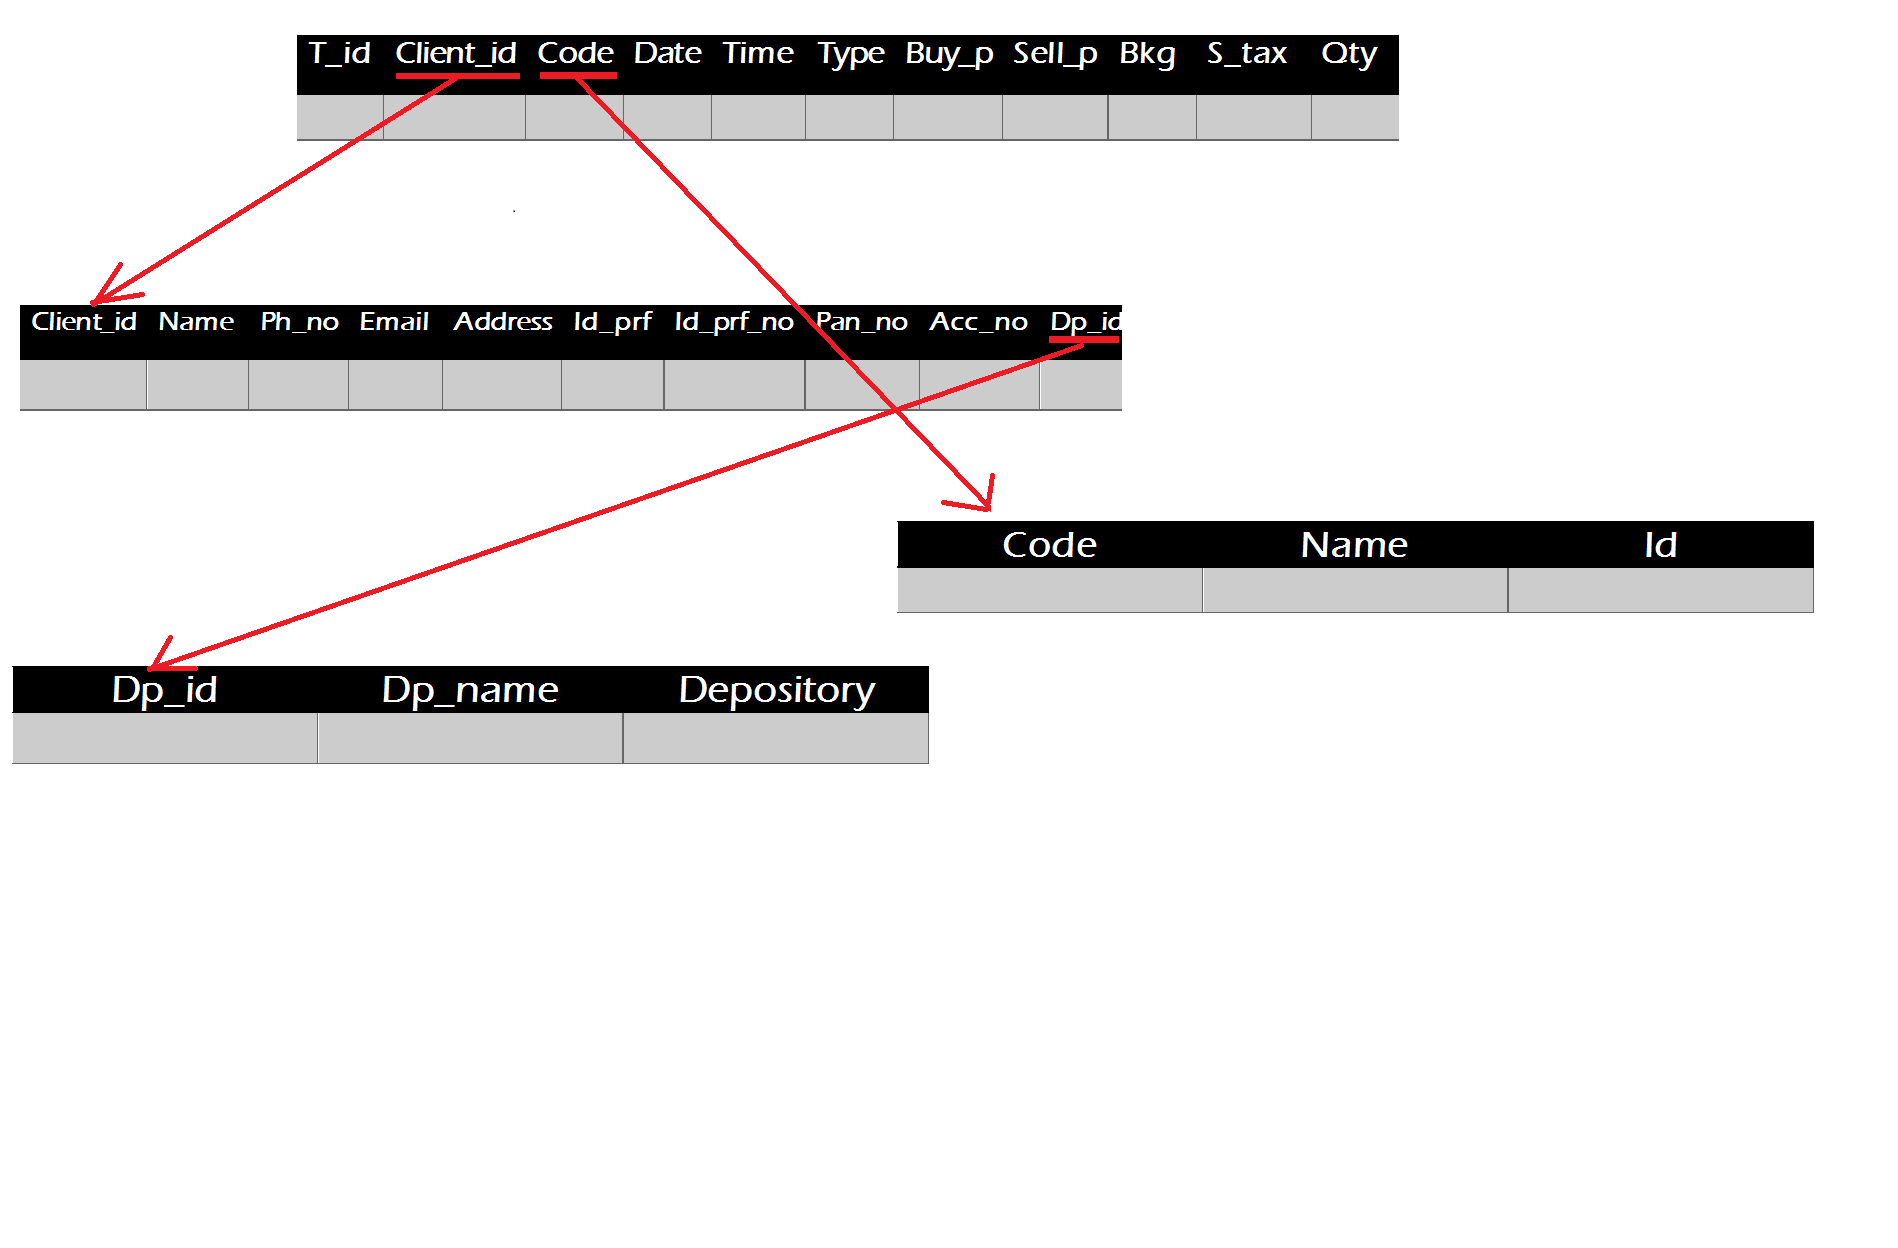 T_id Client_id Code Date Time Type Buy_p Sell_p Bkg S_tax Qty
Client_id Name Ph_no Email Address Id_prf Id_prf_no Pan_no Acc_no Dp_id
Code Name Id
Dp_id Dp_name Depository